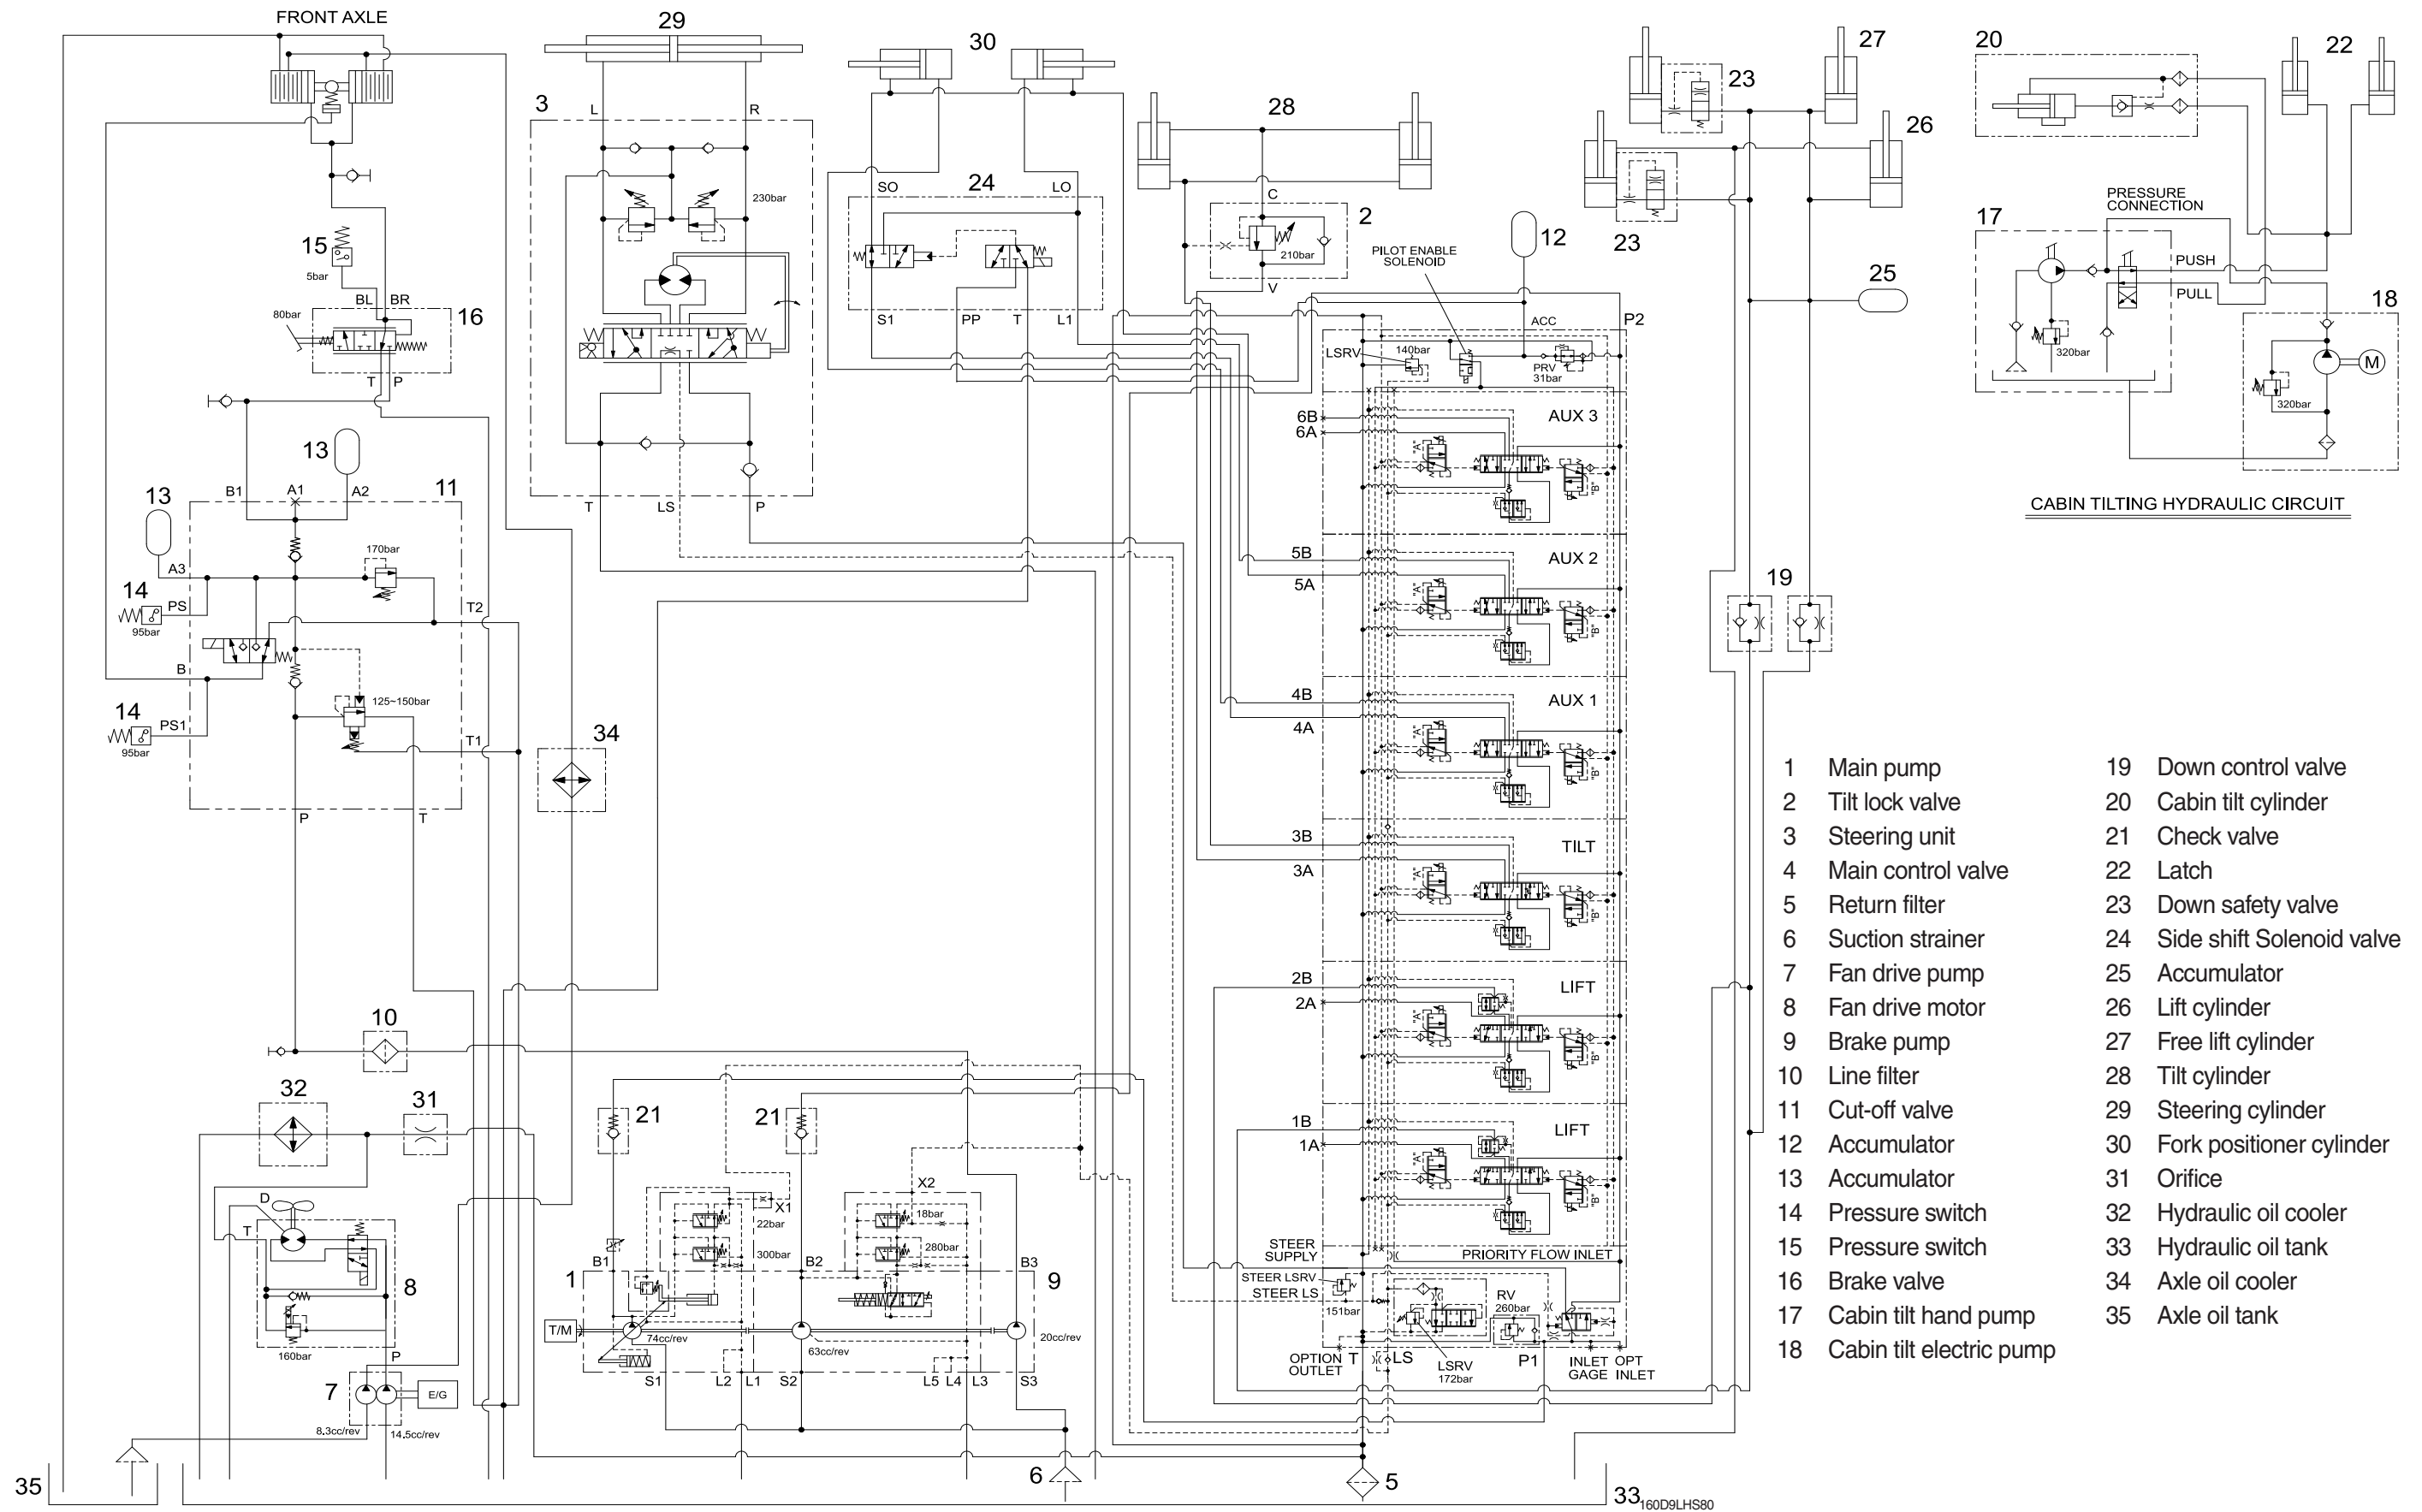 FRONT AXLE
29
30
27
20
22
23
3
L
R
28
26
SO
24
LO
230bar
C
2
12
23
PRESSURE
CONNECTION
17
15
5bar
210bar
PILOT ENABLE
SOLENOID
PUSH
25
PULL
BL
BR
16
80bar
V
18
S1
PP
T
L1
ACC
P2
LSRV
140bar
PRV
31bar
320bar
M
T
P
320bar
AUX 3
6B
6A
"A"
"B"
13
13
B1
A1
A2
11
T
LS
P
CABIN TILTING HYDRAULIC CIRCUIT
170bar
AUX 2
5B
5A
"A"
"B"
A3
14
PS
95bar
T2
19
B
125~150bar
14
PS1
95bar
T1
AUX 1
4B
4A
"A"
"B"
34
P
T
TILT
3B
3A
"A"
"B"
1 Main pump
2 Tilt lock valve
3 Steering unit
4 Main control valve
5 Return filter
6 Suction strainer
7 Fan drive pump
8 Fan drive motor
9 Brake pump
10 Line filter
11 Cut-off valve
12 Accumulator
13 Accumulator
14 Pressure switch
15 Pressure switch
16 Brake valve
17 Cabin tilt hand pump
18 Cabin tilt electric pump
19 Down control valve
20 Cabin tilt cylinder
21 Check valve
22 Latch
23 Down safety valve
24 Side shift Solenoid valve
25 Accumulator
26 Lift cylinder
27 Free lift cylinder
28 Tilt cylinder
29 Steering cylinder
30 Fork positioner cylinder
31 Orifice
32 Hydraulic oil cooler
33 Hydraulic oil tank
34 Axle oil cooler
35 Axle oil tank
LIFT
2B
2A
"A"
"B"
10
32
31
21
21
LIFT
1B
1A
"A"
"B"
D
T
8
160bar
P
7
E/G
8.3cc/rev
14.5cc/rev
X1
22bar
300bar
X2
18bar
280bar
B1
B2
B3
1
9
T/M
74cc/rev
63cc/rev
20cc/rev
S1
L2
L1
S2
L5
L4
L3
S3
STEER
SUPPLY
PRIORITY FLOW INLET
STEER LSRV
STEER LS
151bar
RV
260bar
OPTION
OUTLET
T
LS
LSRV
172bar
P1
INLET
GAGE
OPT
INLET
35
6
5
33
160D9LHS80